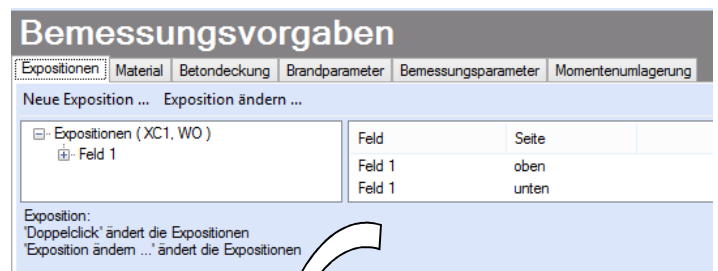 Bemessungsvorgaben
Expositionen Material Betondeckung Brandparameter Bemessungsparameter Momentenumlagerung
Neue Exposition ... Exposition ändern ...
Expositionen ( XC1, WO )
Feld 1
Feld Seite
Feld 1 oben
Feld 1 unten
Exposition:
'Doppelclick' ändert die Expositionen
'Exposition ändern ...' ändert die Expositionen